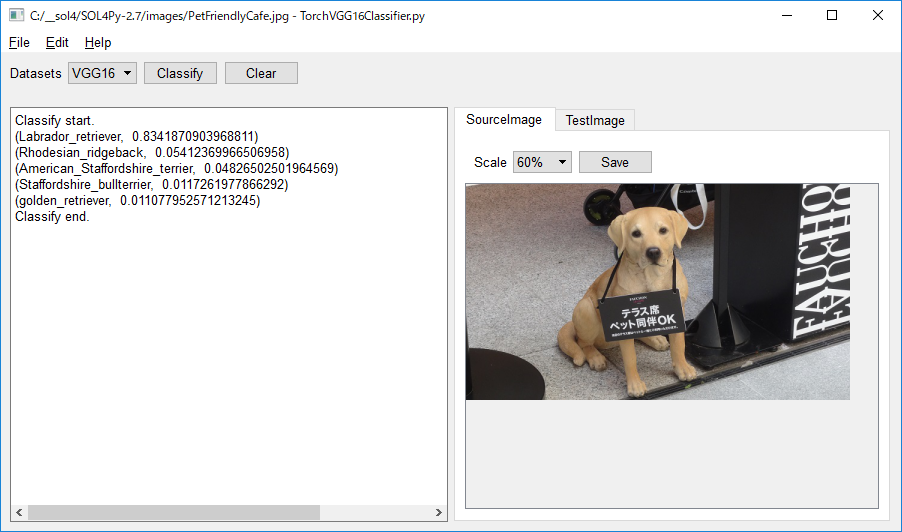 C:/__sol4/SOL4Py-2.7/images/PetFriendlyCafe.jpg - TorchVGG16Classifier.py
File Edit Help
Datasets VGG16 Classify Clear
Classify start.
(Labrador_retriever, 0.8341870903968811)
(Rhodesian_ridgeback, 0.05412369966506958)
(American_Staffordshire_terrier, 0.04826502501964569)
(Staffordshire_bullterrier, 0.0117261977866292)
(golden_retriever, 0.011077952571213245)
Classify end.
SourceImage TestImage
Scale 60% Save
FAUCHON
テラス席
ペット同伴OK
FAUCHO
FAUCHO